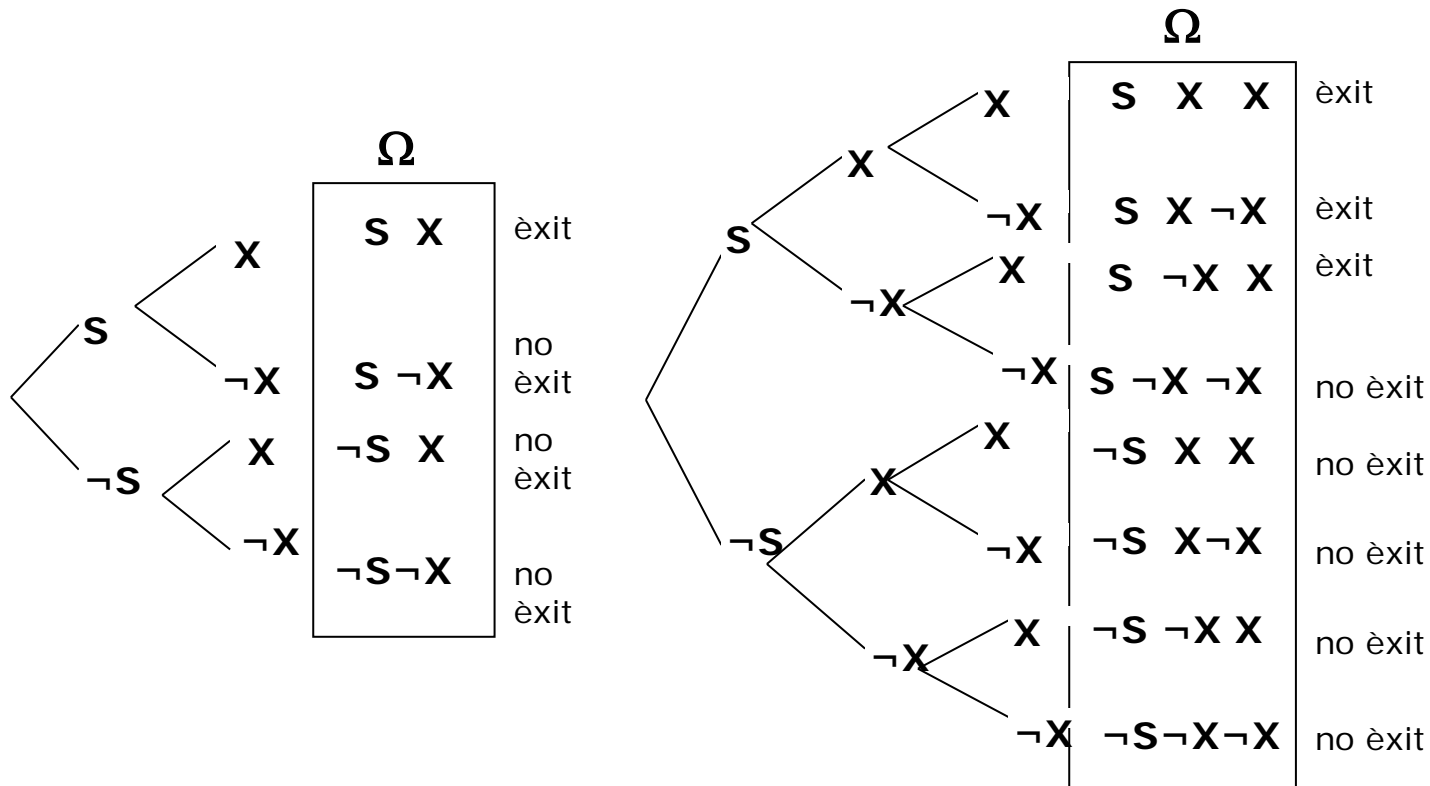 Ω
S X èxit
X
S
no
¬X
S ¬X èxit
X
¬S X no
¬S
èxit
¬X
¬S¬X no
èxit
Ω
X
S X X èxit
X
¬X
S X ¬X èxit
S
X
S ¬X X èxit
¬X
¬X
S ¬X ¬X no èxit
X
¬S X X no èxit
X
¬S
¬X
¬S X¬X no èxit
X
¬S ¬X X no èxit
¬X
¬X
¬S¬X¬X no èxit